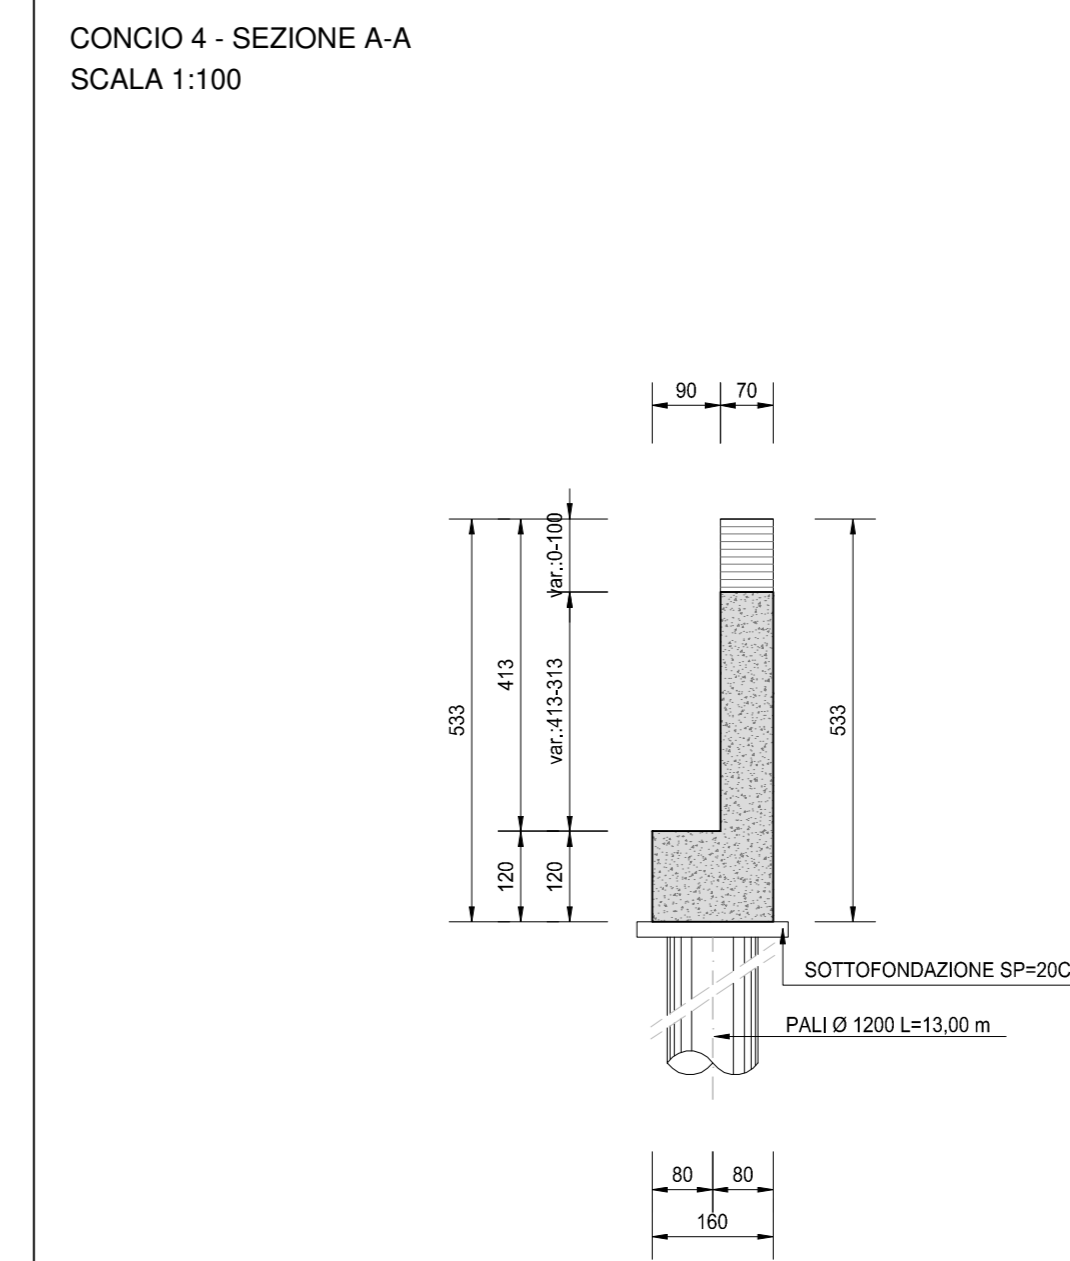 CONCIO 4 - SEZIONE A-A
SCALA 1:100
90
70
var.:0-100
413
var.:413-313
533
533
120
120
SOTTOFONDAZIONE SP=20C
PALI Ø 1200 L=13,00 m
80
80
160